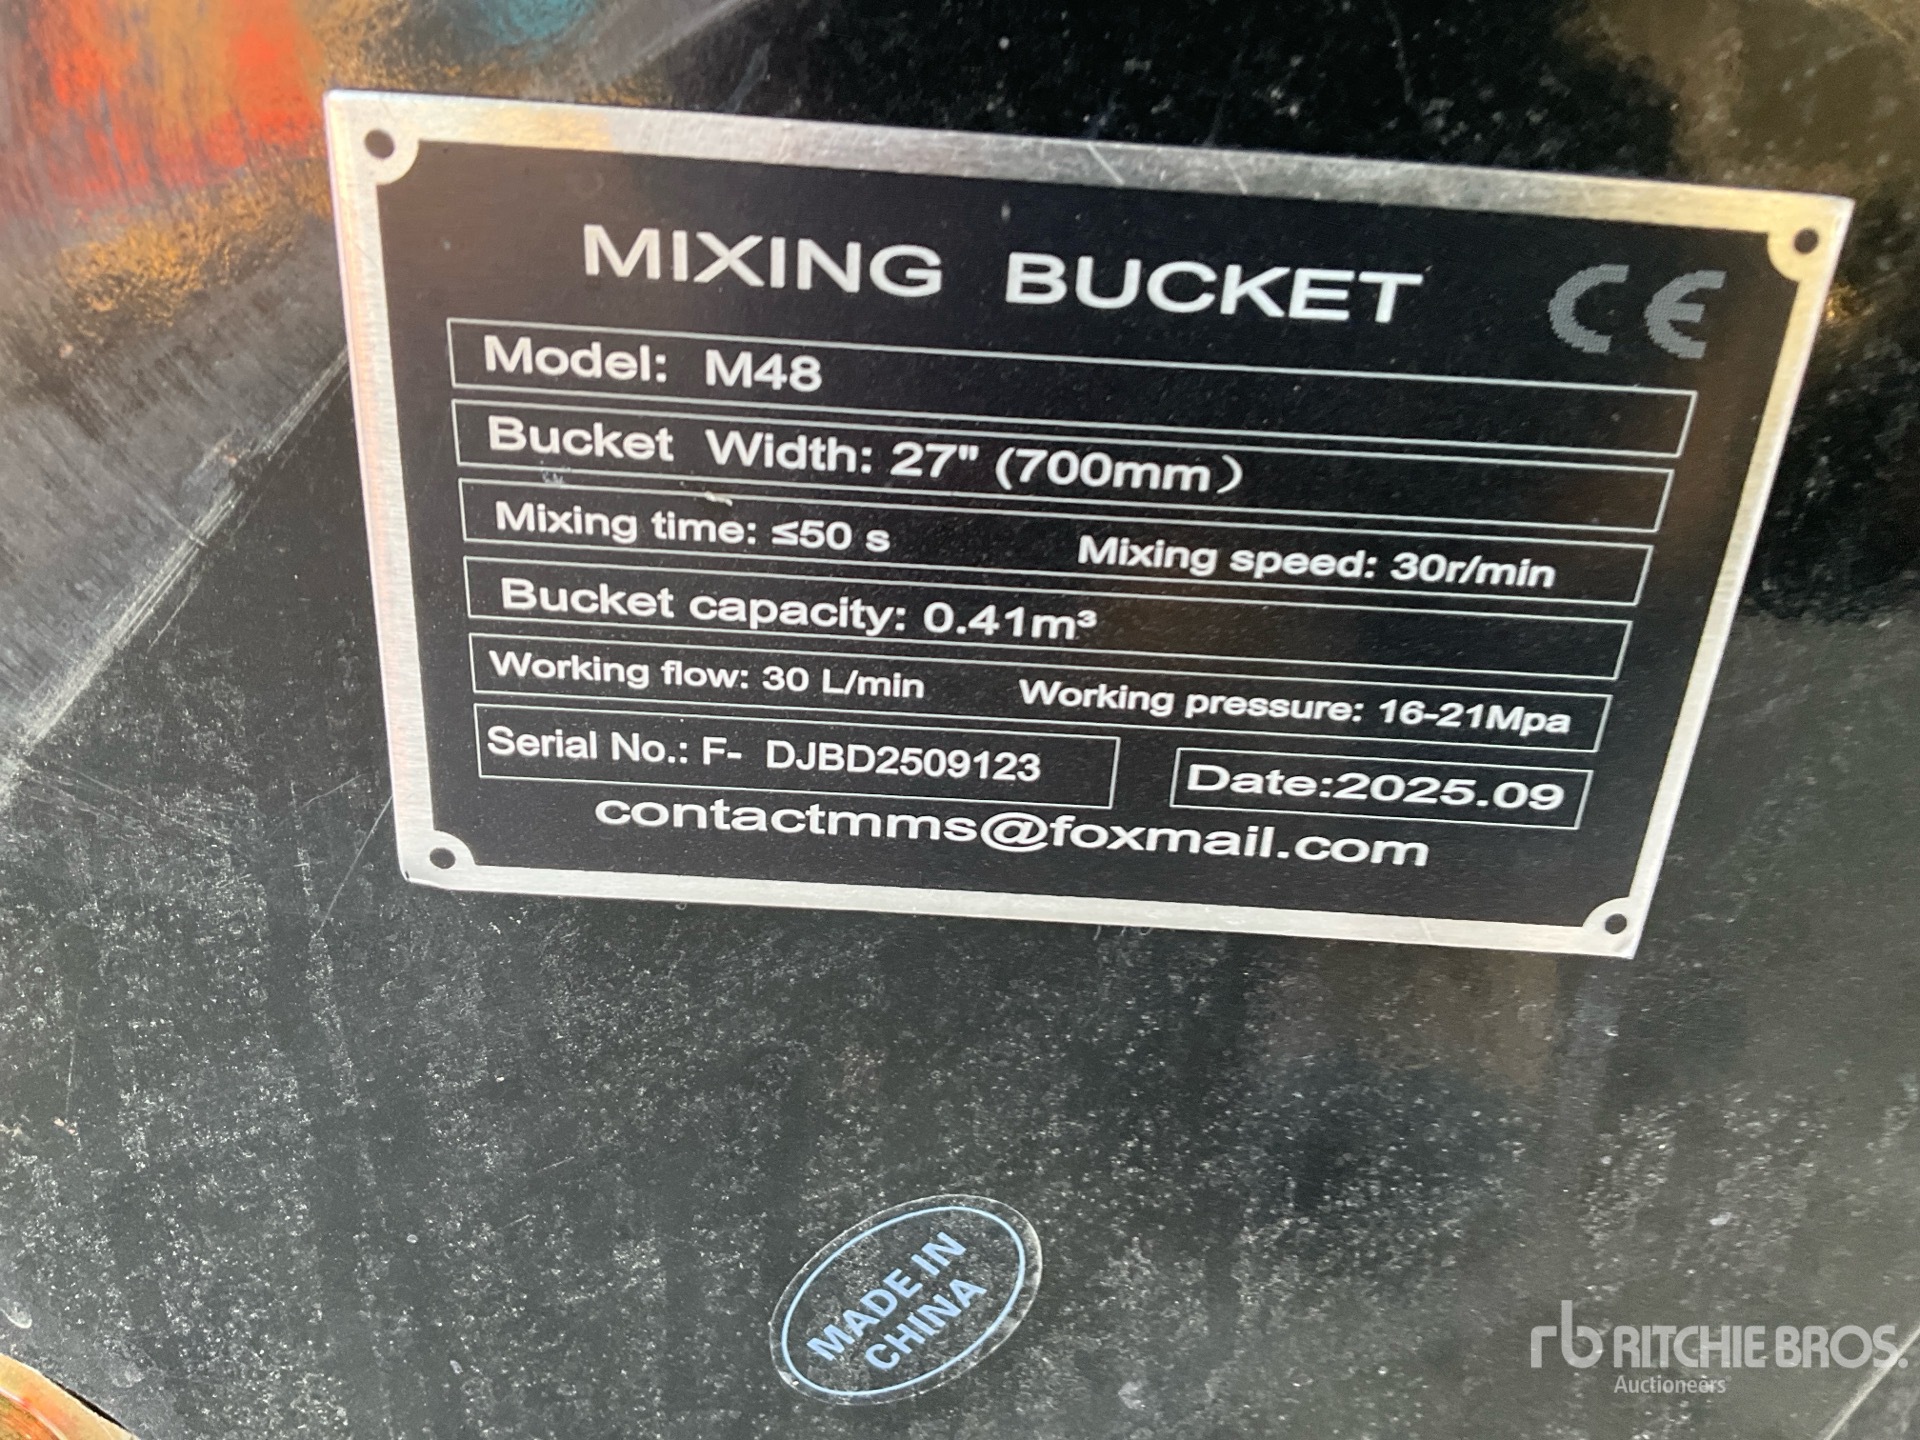 MIXING BUCKET CE
Model: M48
Bucket Width: 27" (700mm)
Mixing time: ≤50 s Mixing speed: 30r/min
Bucket capacity: 0.41m³
Working flow: 30 L/min Working pressure: 16-21Mpa
Serial No.: F- DJBD2509123 Date:2025.09
contactmms@foxmail.com
MADE IN
CHINA
rb RITCHIE BROS.
Auctioneers